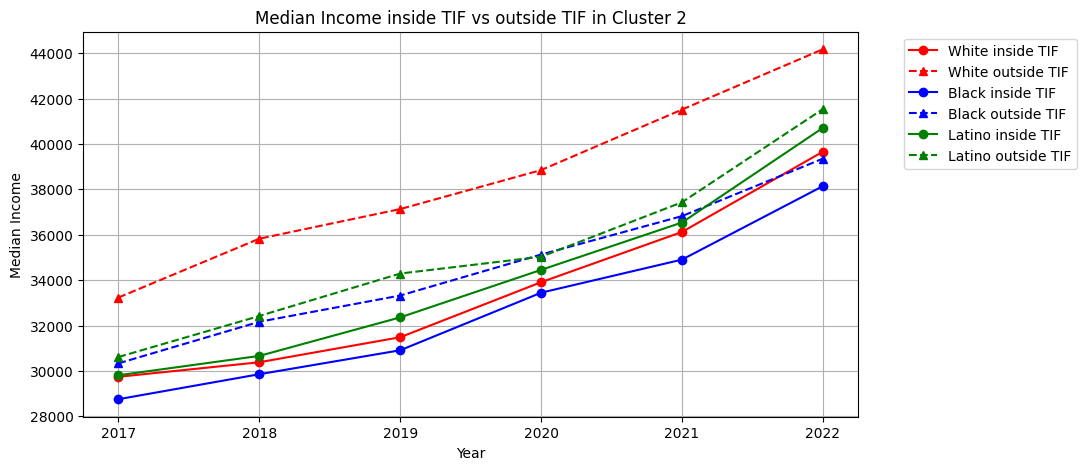 Median Income inside TIF vs outside TIF in Cluster 2
Median Income
44000
42000
40000
38000
36000
34000
32000
30000
28000
2017 2018 2019 2020 2021 2022
Year
White inside TIF
White outside TIF
Black inside TIF
Black outside TIF
Latino inside TIF
Latino outside TIF